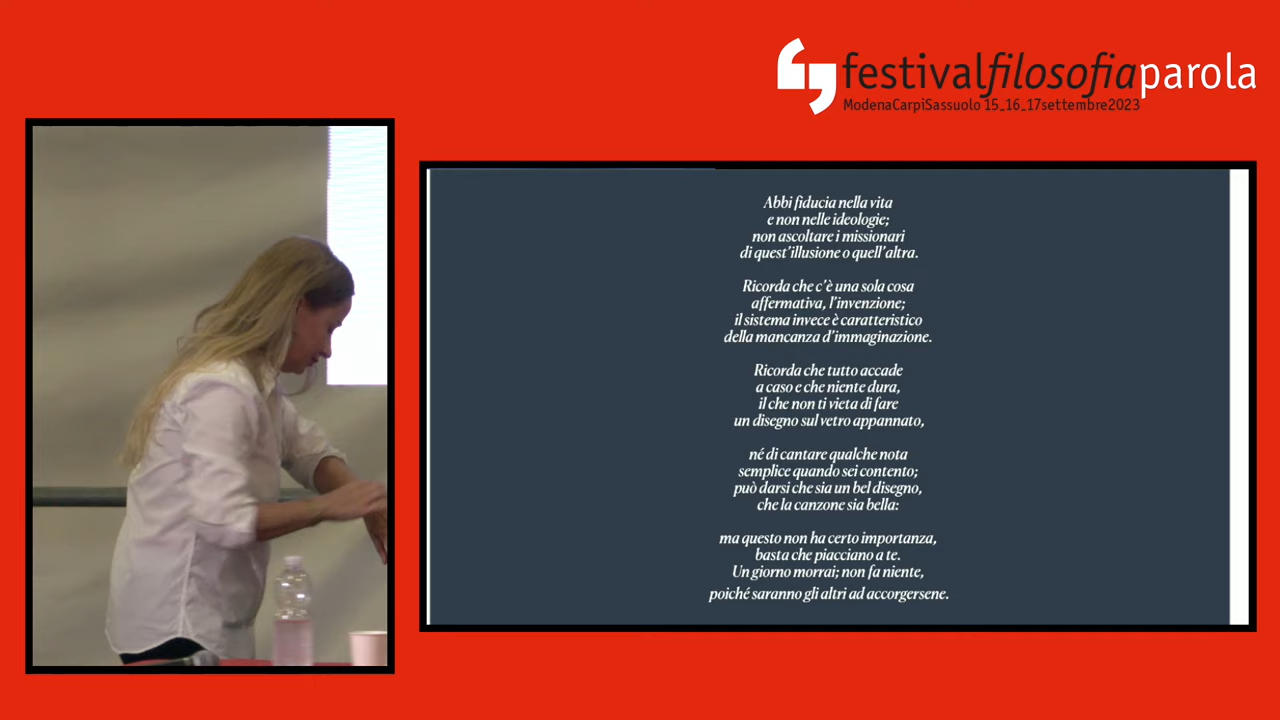 festivalfilosofiaparola
ModenaCarpiSassuolo 15_16_17settembre2023
Abbi fiducia nella vita
e non nelle ideologie;
non ascoltare i missionari
di quest’illusione o quell’altra.
Ricorda che c’è una sola cosa
affermativa, l’invenzione;
il sistema invece è caratteristico
della mancanza d’immaginazione.
Ricorda che tutto accade
a caso e che niente dura,
il che non ti vieta di fare
un disegno sul vetro appannato,
né di cantare qualche nota
semplice quando sei contento;
può darsi che sia un bel disegno,
che la canzone sia bella:
ma questo non ha certo importanza,
basta che piacciano a te.
Un giorno morrai; non fa niente,
poiché saranno gli altri ad accorgersene.